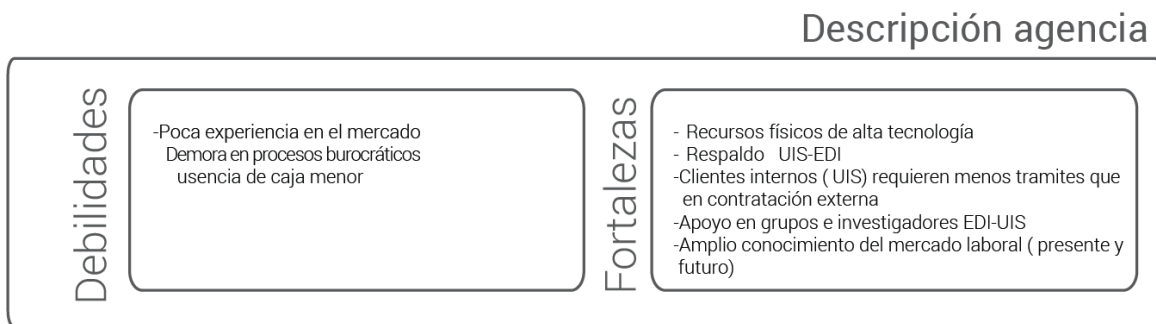 Descripción agencia
Debilidades
-Poca experiencia en el mercado
Demora en procesos burocráticos
usencia de caja menor
Fortalezas
- Recursos físicos de alta tecnología
- Respaldo UIS-EDI
-Clientes internos ( UIS) requieren menos tramites que
en contratación externa
-Apoyo en grupos e investigadores EDI-UIS
-Amplio conocimiento del mercado laboral ( presente y
futuro)